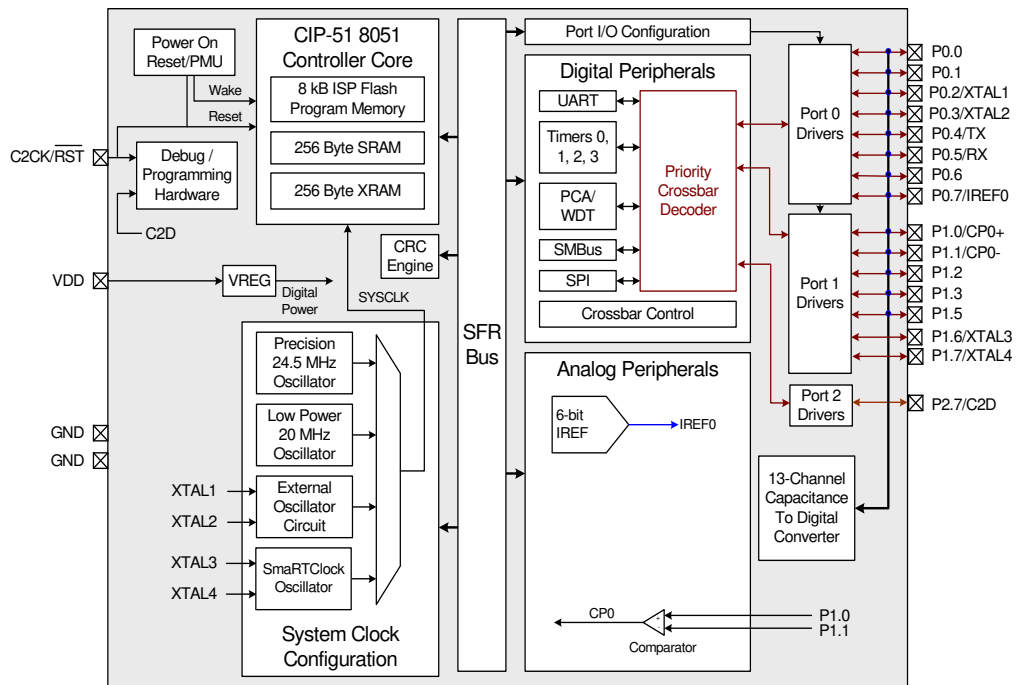 Power On
Reset/PMU
Wake
Reset
C2CK/RST
Debug /
Programming
Hardware
C2D
VDD
VREG
Digital
Power
GND
GND
CIP-51 8051
Controller Core
8 kB ISP Flash
Program Memory
256 Byte SRAM
256 Byte XRAM
CRC
Engine
SYSCLK
Precision
24.5 MHz
Oscillator
Low Power
20 MHz
Oscillator
XTAL1
XTAL2
External
Oscillator
Circuit
XTAL3
XTAL4
SmaRTClock
Oscillator
System Clock
Configuration
SFR
Bus
Port I/O Configuration
Digital Peripherals
UART
Timers 0,
1, 2, 3
PCA/
WDT
SMBus
SPI
Priority
Crossbar
Decoder
Crossbar Control
Analog Peripherals
6-bit
IREF
IREF0
CP0
+
-
Comparator
P1.0
P1.1
Port 0
Drivers
Port 1
Drivers
Port 2
Drivers
13-Channel
Capacitance
To Digital
Converter
P0.0
P0.1
P0.2/XTAL1
P0.3/XTAL2
P0.4/TX
P0.5/RX
P0.6
P0.7/IREF0
P1.0/CP0+
P1.1/CP0-
P1.2
P1.3
P1.5
P1.6/XTAL3
P1.7/XTAL4
P2.7/C2D